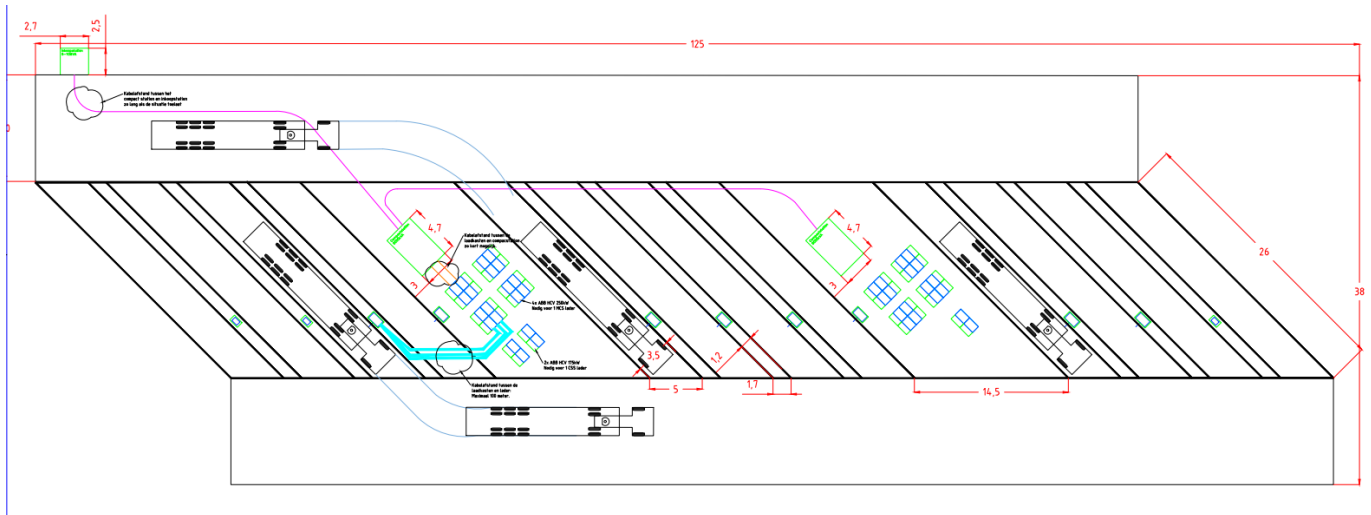 2,7
2,5
125
Kabelafstand tussen het
compact station en inkoopstation
zo lang als de situatie toelaat
4,7
Kabelafstand tussen de
laadkasten en compactstation
zo kort mogelijk
3
4x ABB HCV 250kW
Nodig voor 1 MCS lader
2x ABB HCV 175kW
Nodig voor 1 CSS lader
Kabelafstand tussen de
laadkasten en lader.
Maximaal 100 meter.
3,5
5
1,2
1,7
4,7
3
14,5
26
38